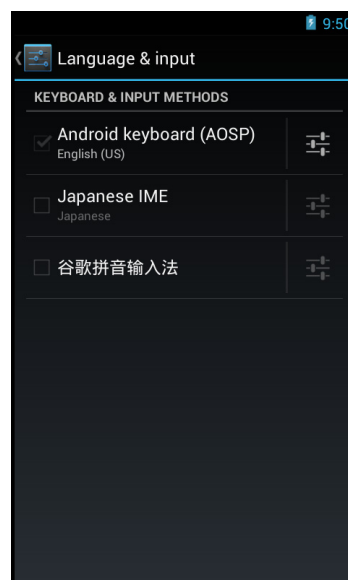 9:50
Language & input
KEYBOARD & INPUT METHODS
Android keyboard (AOSP)
English (US)
Japanese IME
Japanese
谷歌拼音输入法